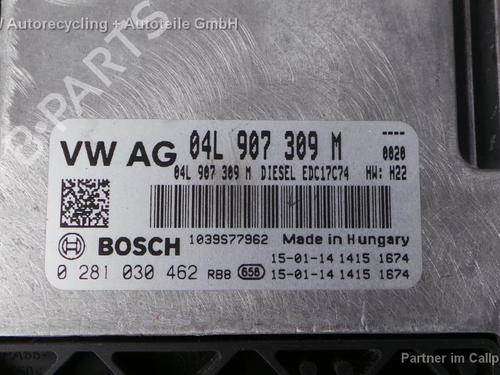 Autorecycling + Autoteile GmbH
B-PARTS
VW AG 04L 907 309 M ----
0020
04L 907 309 M DIESEL EDC17C74 HW: H22
BOSCH 1039S77962 Made in Hungary
15-01-14 1415 1674
0 281 030 462 RB8 658 15-01-14 1415 1674
Partner im Callp